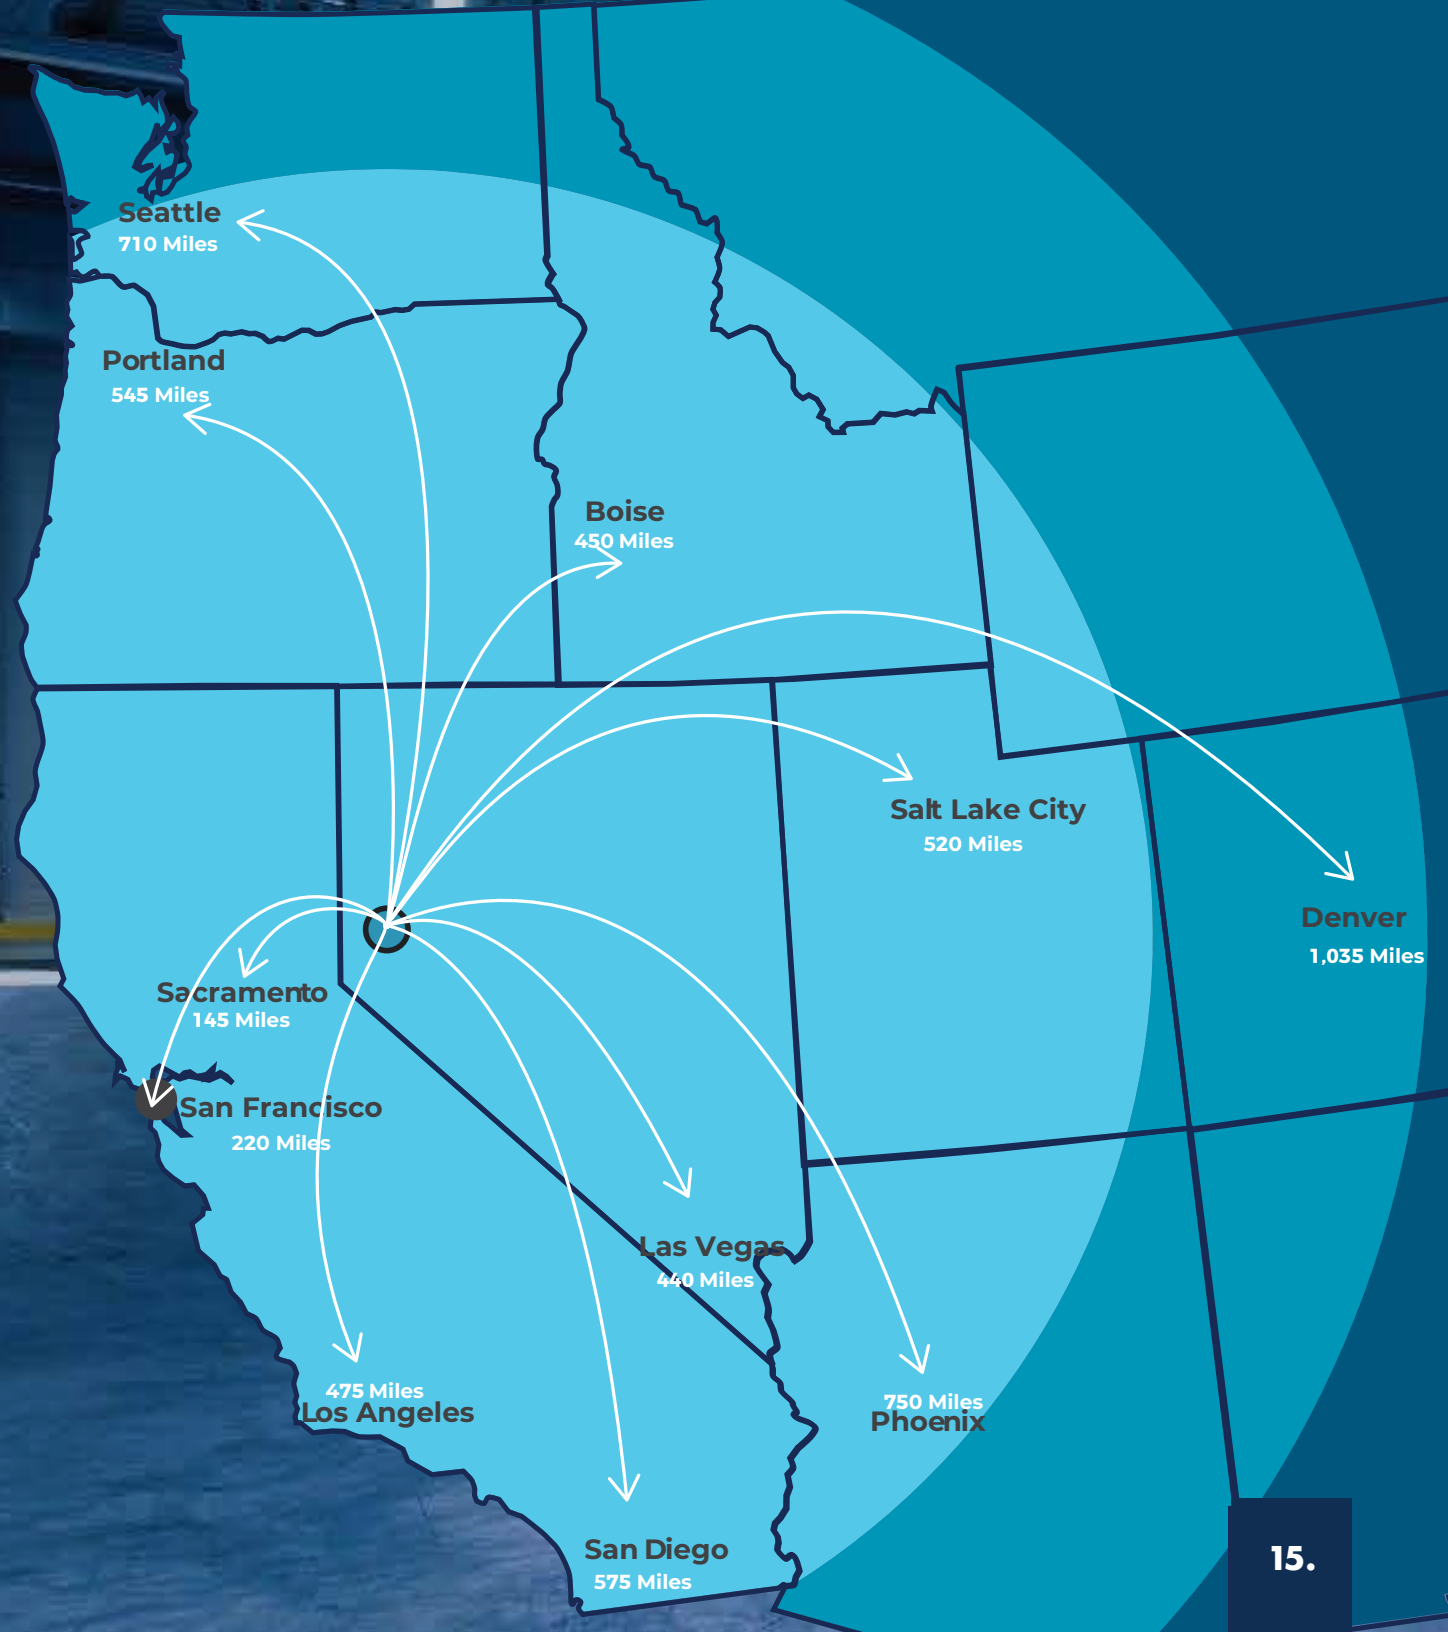 Seattle
710 Miles
Portland
545 Miles
Boise
450 Miles
Salt Lake City
520 Miles
Denver
1,035 Miles
Sacramento
145 Miles
San Francisco
220 Miles
Las Vegas
440 Miles
475 Miles
Los Angeles
750 Miles
Phoenix
San Diego
575 Miles
15.